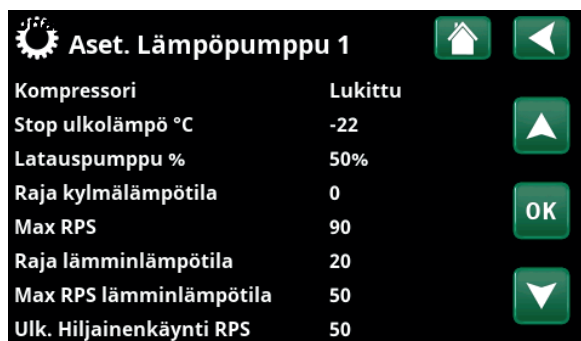 Aset. Lämpöpumppu 1
Kompressori Lukittu
Stop ulkolämpö °C -22
Latauspumppu % 50%
Raja kylmälämpötila 0
Max RPS 90
OK
Raja lämminlämpötila 20
Max RPS lämminlämpötila 50
Ulk. Hiljainenkäynti RPS 50